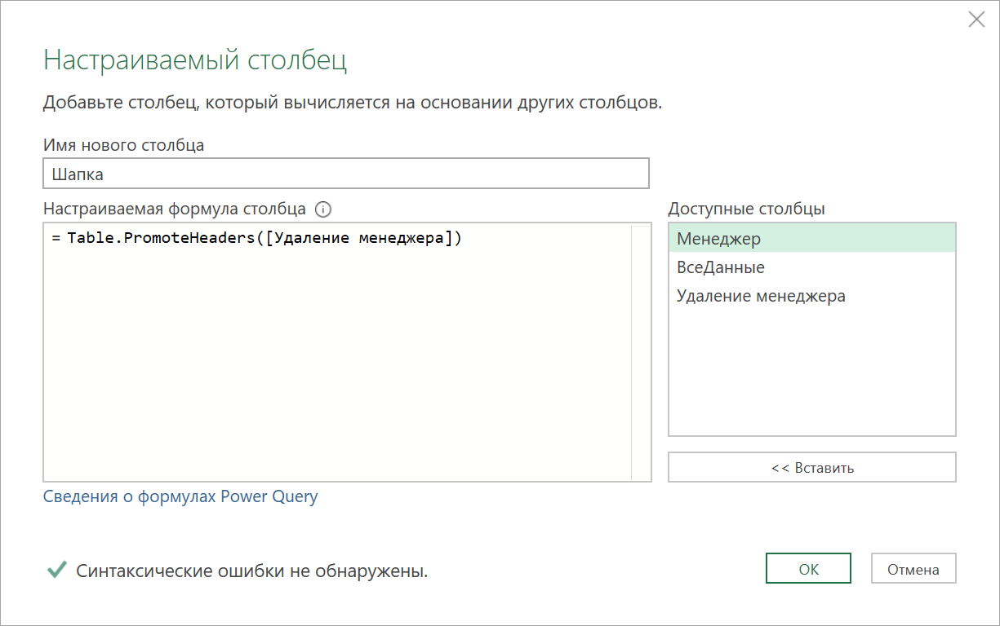 Настраиваемый столбец
Добавьте столбец, который вычисляется на основании других столбцов.
Имя нового столбца
Шапка
Настраиваемая формула столбца
Доступные столбцы
= Table.PromoteHeaders([Удаление менеджера])
Менеджер
ВсеДанные
Удаление менеджера
<< Вставить
Сведения о формулах Power Query
Синтаксические ошибки не обнаружены.
ОК
Отмена